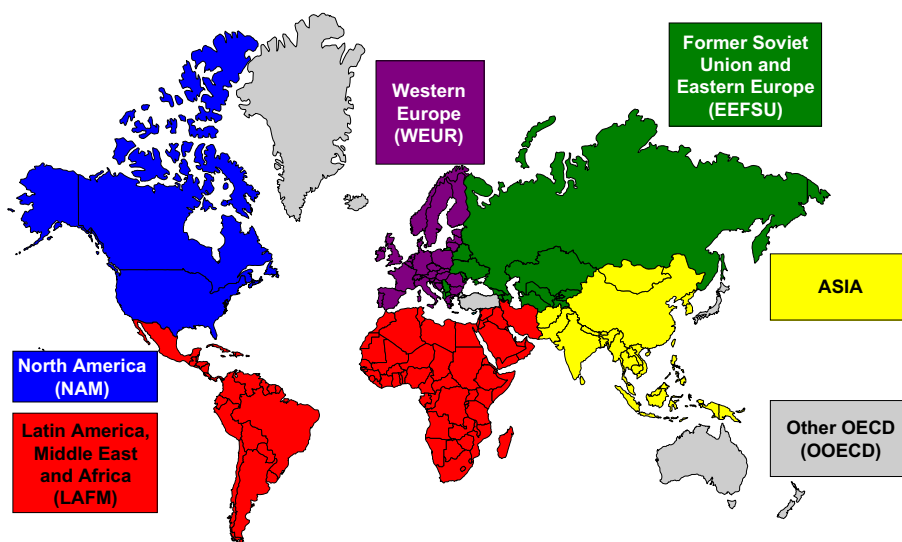 Former Soviet
Union and
Eastern Europe
(EEFSU)
Western
Europe
(WEUR)
ASIA
North America
(NAM)
Latin America,
Middle East
and Africa
(LAFM)
Other OECD
(OOECD)